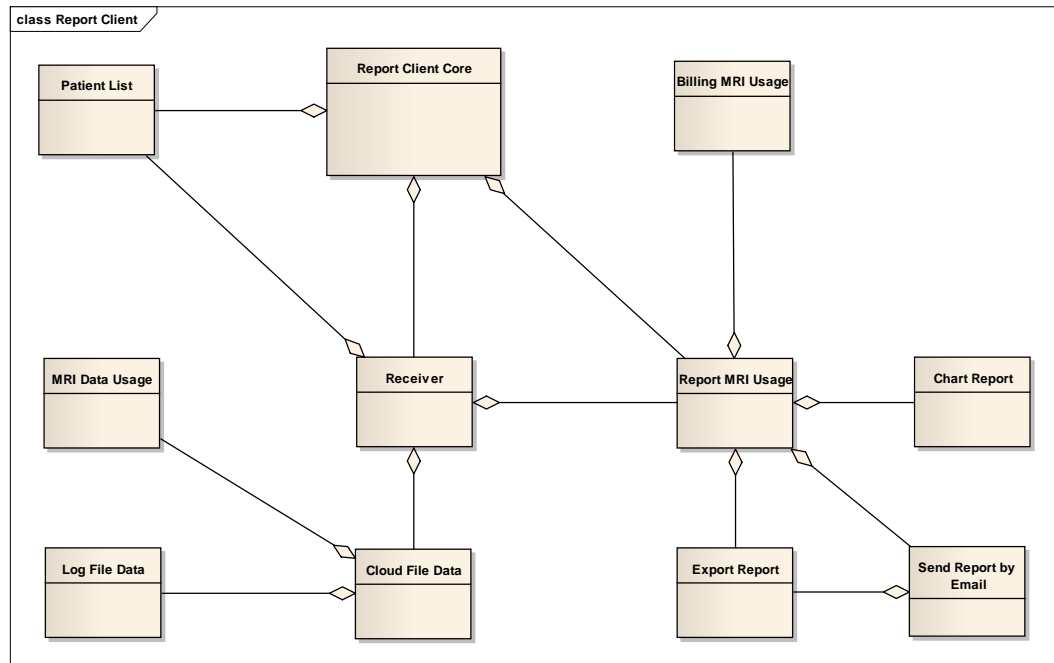 class Report Client
Patient List
Report Client Core
Billing MRI Usage
MRI Data Usage
Receiver
Report MRI Usage
Chart Report
Log File Data
Cloud File Data
Export Report
Send Report by
Email